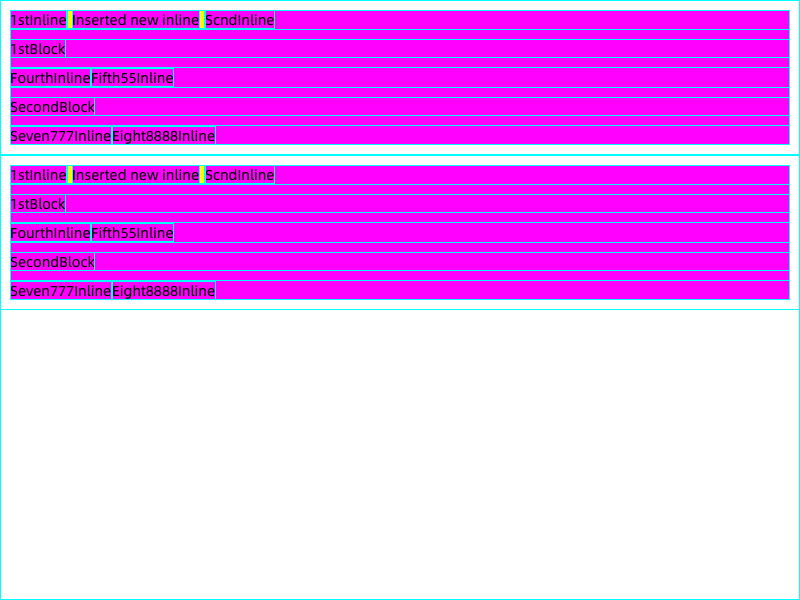 1stInline Inserted new inline ScndInline
1stBlock
FourthInlineFifth55Inline
SecondBlock
Seven777InlineEight8888Inline
1stInline Inserted new inline ScndInline
1stBlock
FourthInlineFifth55Inline
SecondBlock
Seven777InlineEight8888Inline